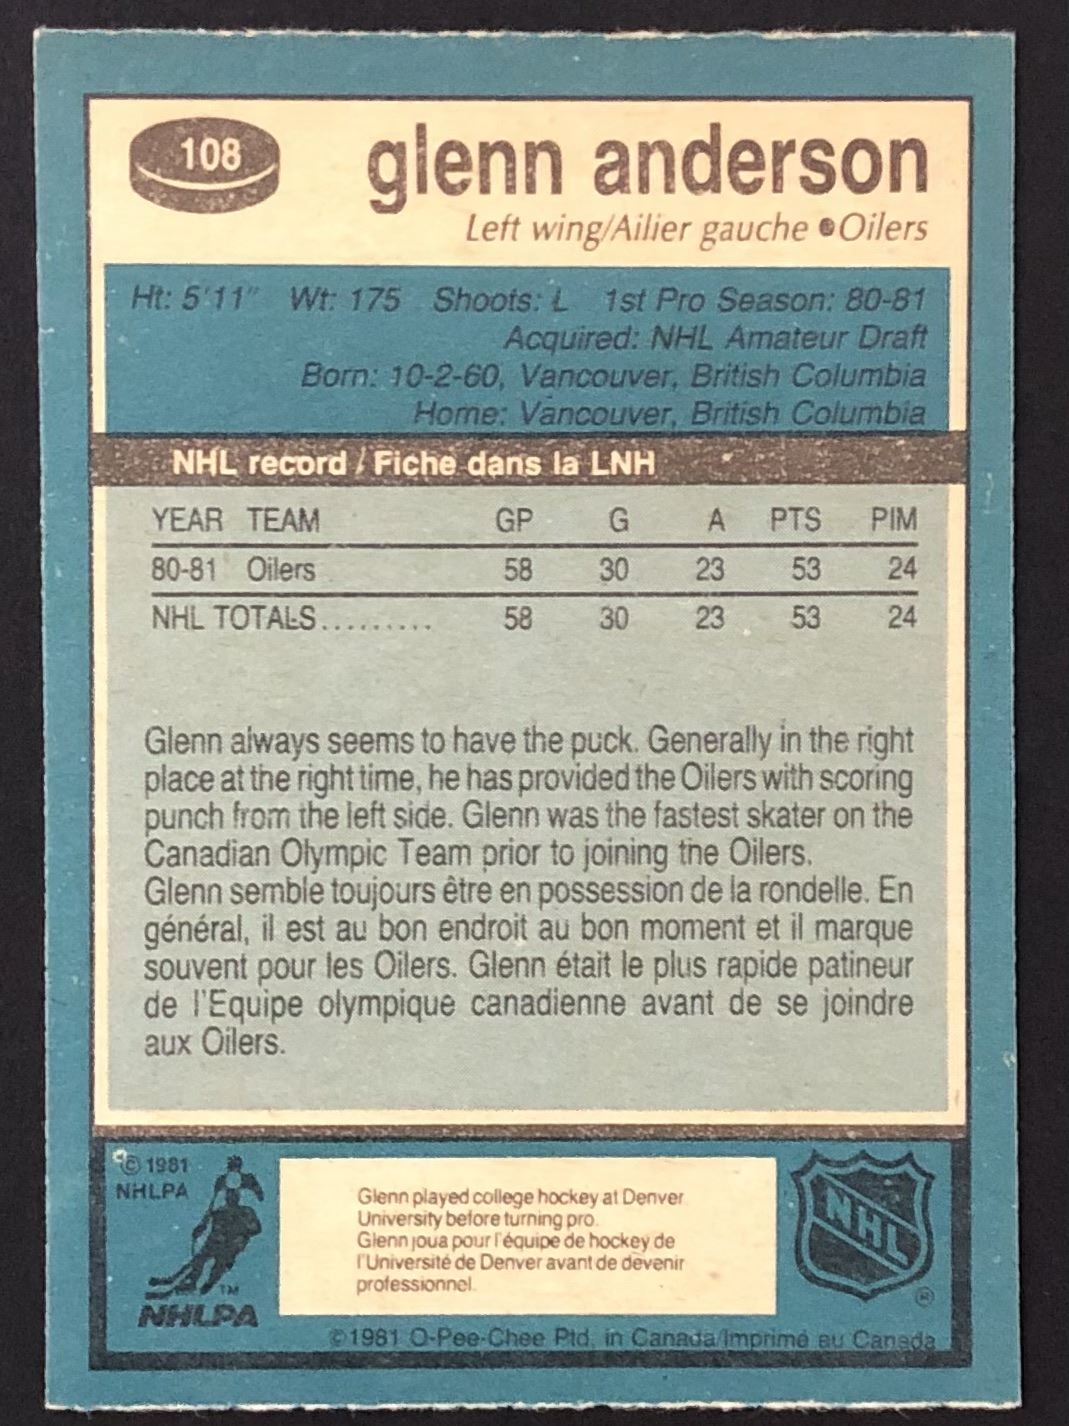 108
glenn anderson
Left wing/Ailier gauche • Oilers
Ht: 5'11" Wt: 175 Shoots: L 1st Pro Season: 80-81
Acquired: NHL Amateur Draft
Born: 10-2-60, Vancouver, British Columbia
Home: Vancouver, British Columbia
NHL record / Fiche dans la LNH
YEAR TEAM GP G A PTS PIM
80-81 Oilers 58 30 23 53 24
NHL TOTALS......... 58 30 23 53 24
Glenn always seems to have the puck. Generally in the right
place at the right time, he has provided the Oilers with scoring
punch from the left side. Glenn was the fastest skater on the
Canadian Olympic Team prior to joining the Oilers.
Glenn semble toujours être en possession de la rondelle. En
général, il est au bon endroit au bon moment et il marque
souvent pour les Oilers. Glenn était le plus rapide patineur
de l'Equipe olympique canadienne avant de se joindre
aux Oilers.
© 1981
NHLPA
TM
NHLPA
Glenn played college hockey at Denver
University before turning pro.
Glenn joua pour l'équipe de hockey de
l'Université de Denver avant de devenir
professionnel.
NHL
®
©1981 O-Pee-Chee Ptd. in Canada/Imprimé au Canada